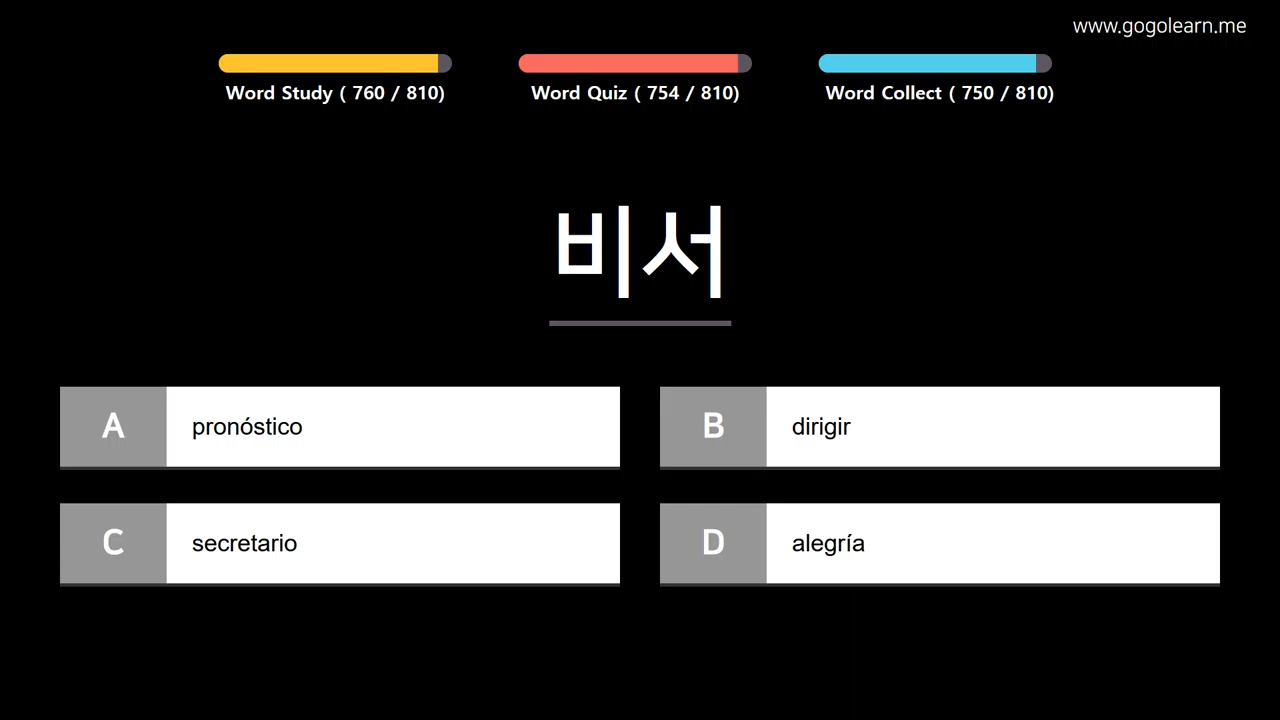 www.gogolearn.me
Word Study ( 760 / 810)
Word Quiz ( 754 / 810)
Word Collect ( 750 / 810)
비서
A
pronóstico
B
dirigir
C
secretario
D
alegría